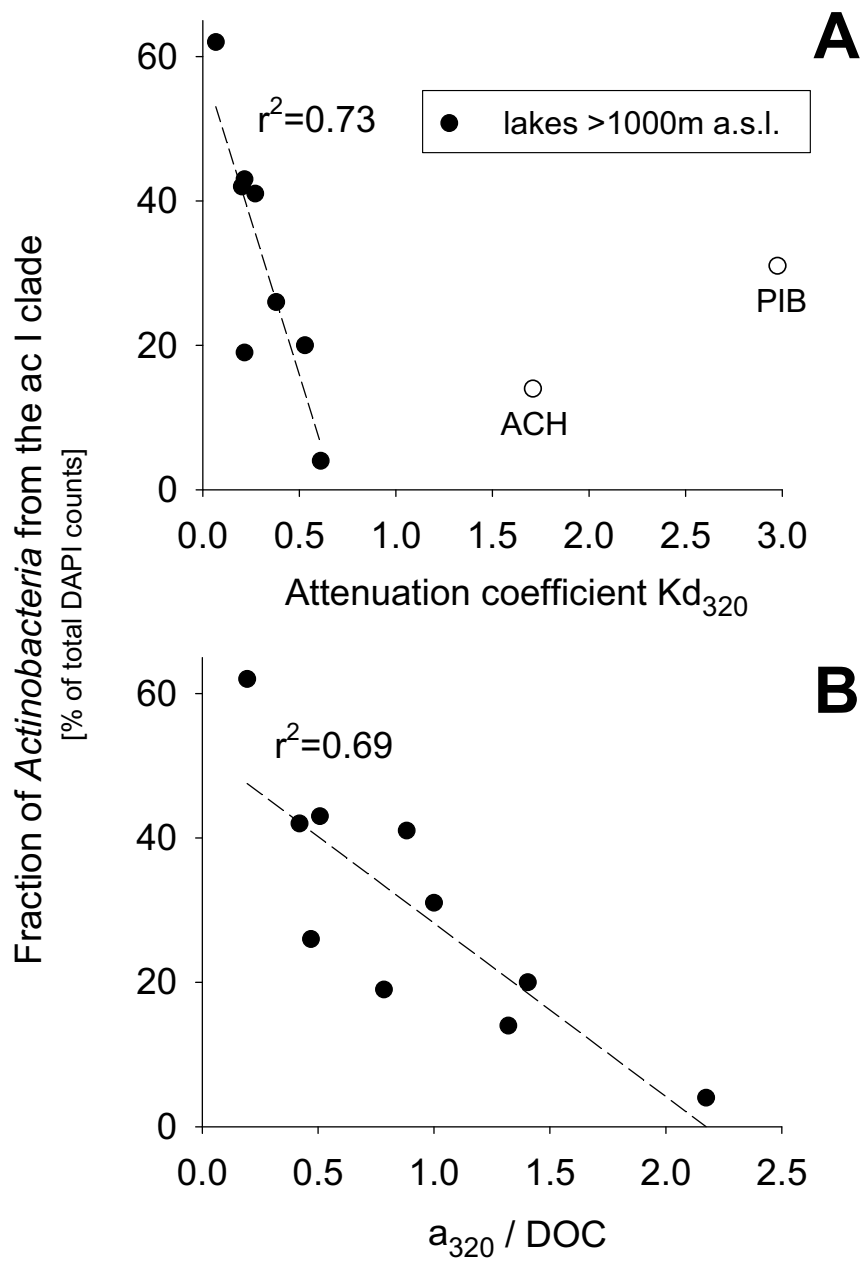 A
60
40
20
0
r²=0.73
lakes >1000m a.s.l.
PIB
ACH
0.0 0.5 1.0 1.5 2.0 2.5 3.0
Attenuation coefficient Kd₃₂₀
Fraction of Actinobacteria from the ac I clade
[% of total DAPI counts]
B
60
40
20
0
r²=0.69
0.0 0.5 1.0 1.5 2.0 2.5
a₃₂₀ / DOC